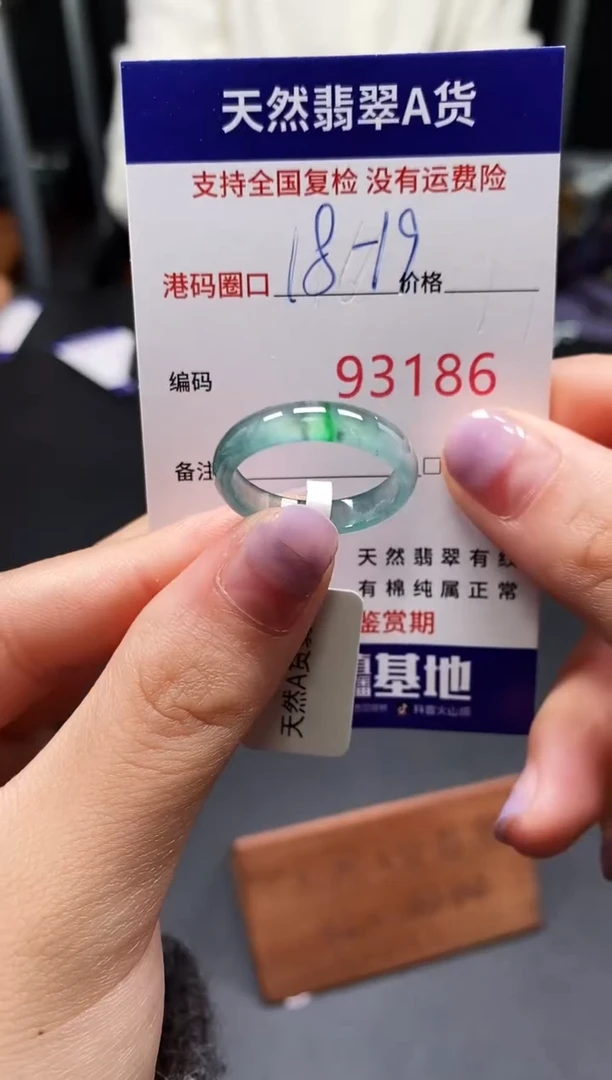 天然翡翠A货
支持全国复检 没有运费险
港码圈口 18-19 价格
编码 93186
备注
天然翡翠有纹
有棉纯属正常
鉴赏期
基地
天然A货